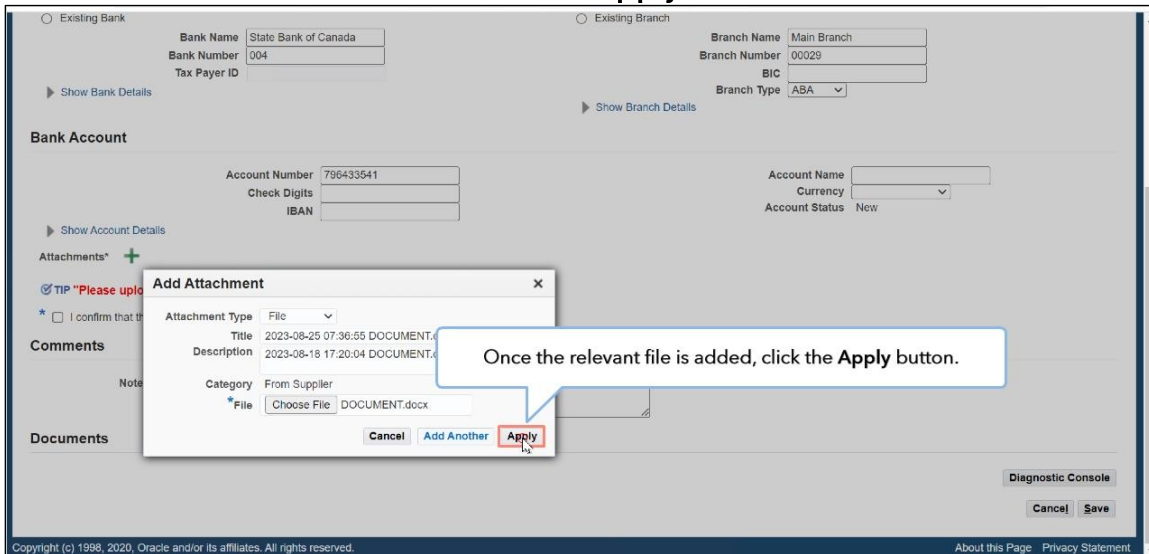 Apply
Existing Bank
Existing Branch
Bank Name State Bank of Canada
Branch Name Main Branch
Bank Number 004
Branch Number 00029
Tax Payer ID
BIC
Branch Type ABA
Show Bank Details
Show Branch Details
Bank Account
Account Number 796433541
Account Name
Check Digits
Currency
IBAN
Account Status New
Show Account Details
Attachments*
Add Attachment ×
TIP "Please uplo
Attachment Type File
* I confirm that th
Title 2023-08-25 07:36:55 DOCUMENT.
Description 2023-08-18 17:20:04 DOCUMENT.
Once the relevant file is added, click the Apply button.
Comments
Note
Category From Supplier
*File Choose File DOCUMENT.docx
Cancel Add Another Apply
Documents
Diagnostic Console
Cancel Save
Copyright (c) 1998, 2020, Oracle and/or its affiliates. All rights reserved.
About this Page Privacy Statement